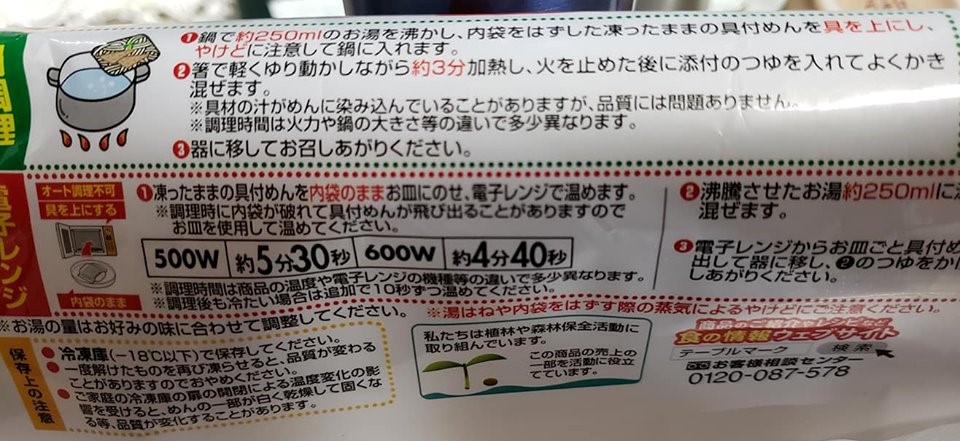 調理
❶鍋で約250mlのお湯を沸かし、内袋をはずした凍ったままの具付めんを具を上にし、
やけどに注意して鍋に入れます。
❷箸で軽くゆり動かしながら約3分加熱し、火を止めた後に添付のつゆを入れてよくかき
混ぜます。
※具材の汁がめんに染み込んでいることがありますが、品質には問題ありません。
※調理時間は火力や鍋の大きさ等の違いで多少異なります。
❸器に移してお召しあがりください。
電子レンジ
オート調理不可
具を上にする
内袋のまま
❶凍ったままの具付めんを内袋のままお皿にのせ、電子レンジで温めます。
※調理時に内袋が破れて具付めんが飛び出ることがありますので
お皿を使用して温めてください。
500W 約5分30秒 600W 約4分40秒
※調理時間は商品の温度や電子レンジの機種等の違いで多少異なります。
※調理後も冷たい場合は追加で10秒ずつ温めてください。
❷沸騰させたお湯約250mlに
混ぜます。
❸電子レンジからお皿ごと具付め
出して器に移し、❷のつゆをか
しあがりください。
※お湯の量はお好みの味に合わせて調整してください。
※湯はねや内袋をはずす際の蒸気によるやけどにご注意ください。
保存上の注意
●冷凍庫(−18℃以下)で保存してください。
●一度解けたものを再び凍らせると、品質が変わる
ことがありますのでおやめください。
●ご家庭の冷凍庫の扉の開閉による温度変化の影
響を受けると、めんの一部が白く乾燥して固くな
る等、品質が変化することがあります。
私たちは植林や森林保全活動に
取り組んでいます。
この商品の売上の
一部を活動に役立
てています。
食の情報ウェブサイト
テーブルマーク 検索
お客様相談センター
0120-087-578